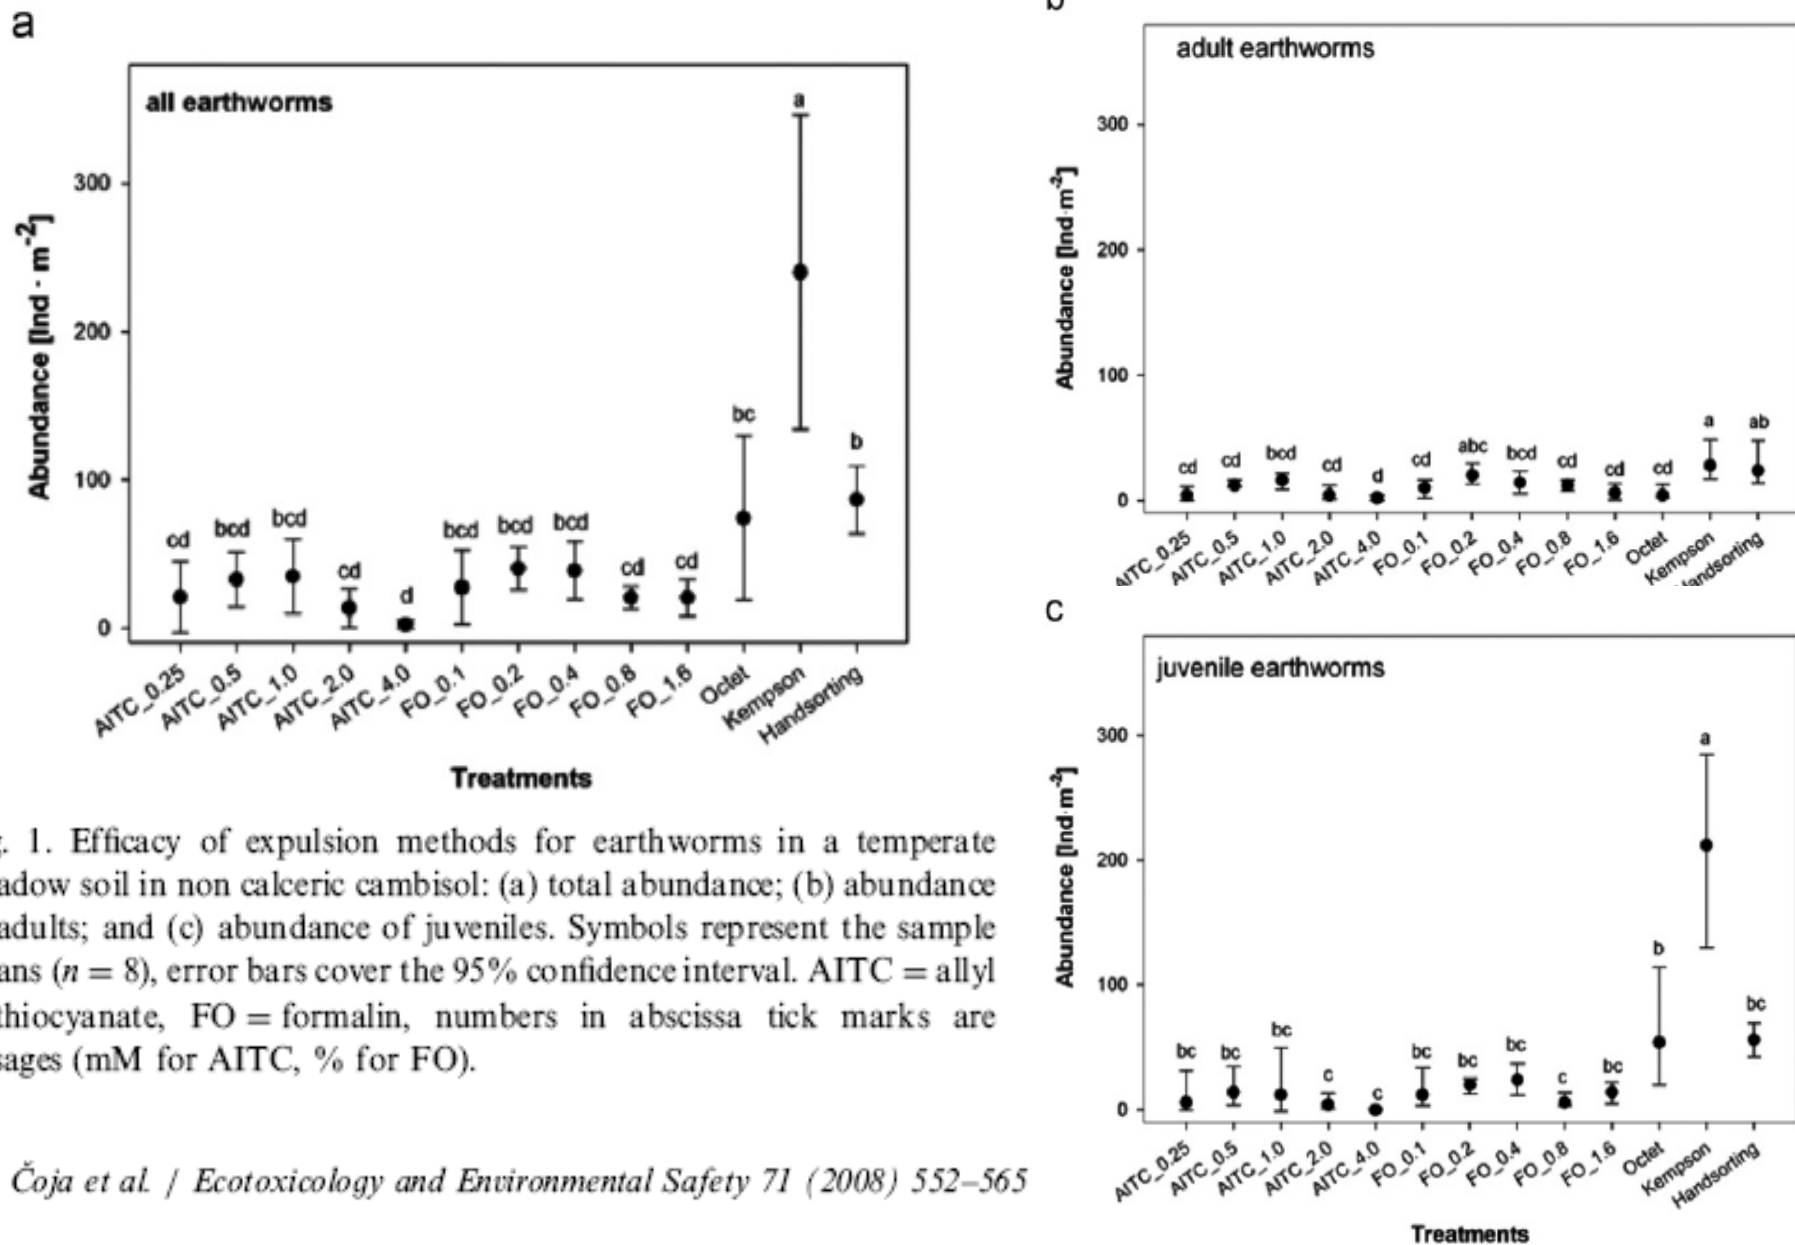 a
all earthworms
Abundance [Ind · m-2]
300
200
100
0
cd
bcd
bcd
cd
d
bcd
bcd
bcd
cd
cd
bc
a
b
AITC_0.25
AITC_0.5
AITC_1.0
AITC_2.0
AITC_4.0
FO_0.1
FO_0.2
FO_0.4
FO_0.8
FO_1.6
Octet
Kempson
Handsorting
Treatments
. 1. Efficacy of expulsion methods for earthworms in a temperate
adow soil in non calceric cambisol: (a) total abundance; (b) abundance
adults; and (c) abundance of juveniles. Symbols represent the sample
ans (n = 8), error bars cover the 95% confidence interval. AITC = allyl
thiocyanate, FO = formalin, numbers in abscissa tick marks are
sages (mM for AITC, % for FO).
Čoja et al. / Ecotoxicology and Environmental Safety 71 (2008) 552–565
b
adult earthworms
Abundance [Ind·m-2]
300
200
100
0
cd
cd
bcd
cd
d
cd
abc
bcd
cd
cd
cd
a
ab
AITC_0.25
AITC_0.5
AITC_1.0
AITC_2.0
AITC_4.0
FO_0.1
FO_0.2
FO_0.4
FO_0.8
FO_1.6
Octet
Kempson
Handsorting
c
juvenile earthworms
Abundance [Ind·m-2]
300
200
100
0
bc
bc
bc
c
c
bc
bc
bc
c
bc
b
a
bc
AITC_0.25
AITC_0.5
AITC_1.0
AITC_2.0
AITC_4.0
FO_0.1
FO_0.2
FO_0.4
FO_0.8
FO_1.6
Octet
Kempson
Handsorting
Treatments